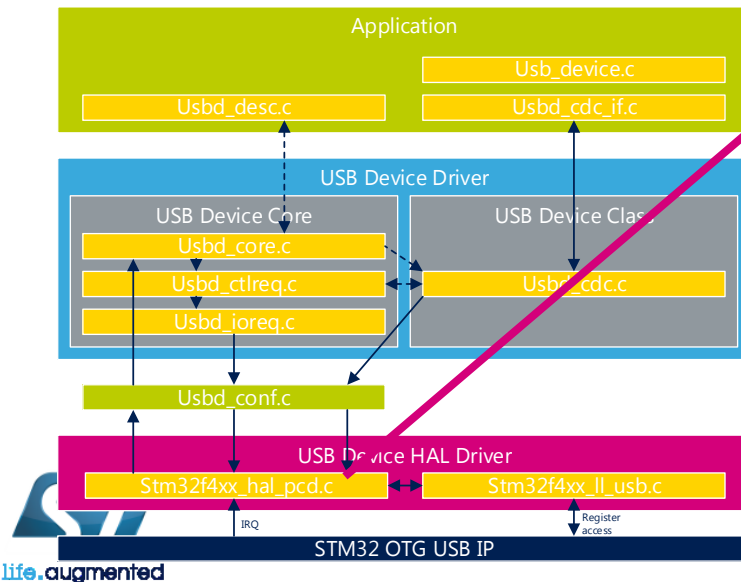 Application
Usb_device.c
Usbd_desc.c
Usbd_cdc_if.c
USB Device Driver
USB Device Core
USB Device Class
Usbd_core.c
Usbd_ctlreq.c
Usbd_cdc.c
Usbd_ioreq.c
Usbd_conf.c
USB Device HAL Driver
Stm32f4xx_hal_pcd.c
Stm32f4xx_ll_usb.c
IRQ
Register
access
STM32 OTG USB IP
life.augmented